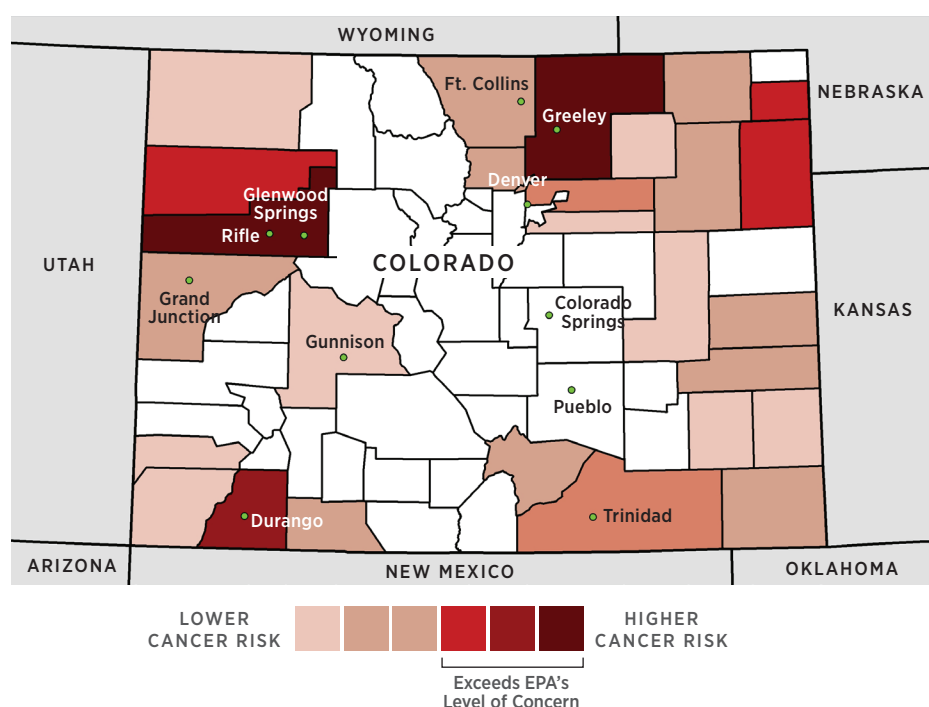 WYOMING
NEBRASKA
Ft. Collins
Greeley
Denver
Glenwood
Springs
Rifle
UTAH
COLORADO
Grand
Junction
Colorado
Springs
KANSAS
Gunnison
Pueblo
Durango
Trinidad
ARIZONA
NEW MEXICO
OKLAHOMA
LOWER
CANCER RISK
HIGHER
CANCER RISK
Exceeds EPA's
Level of Concern